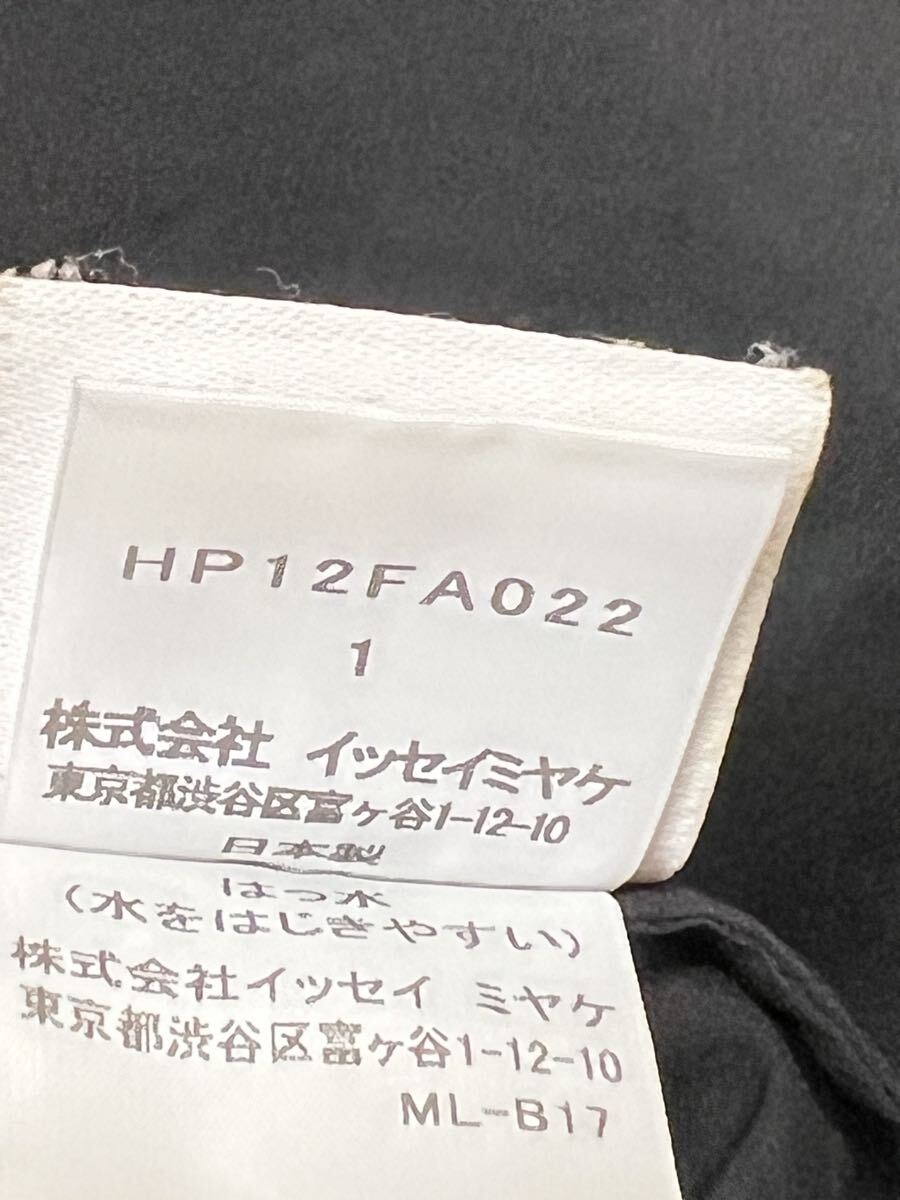 HP12FA022
1
株式会社 イッセイミヤケ
東京都渋谷区富ヶ谷1-12-10
日本製
はっ水
(水をはじきやすい)
株式会社イッセイ ミヤケ
東京都渋谷区富ヶ谷1-12-10
ML-B17